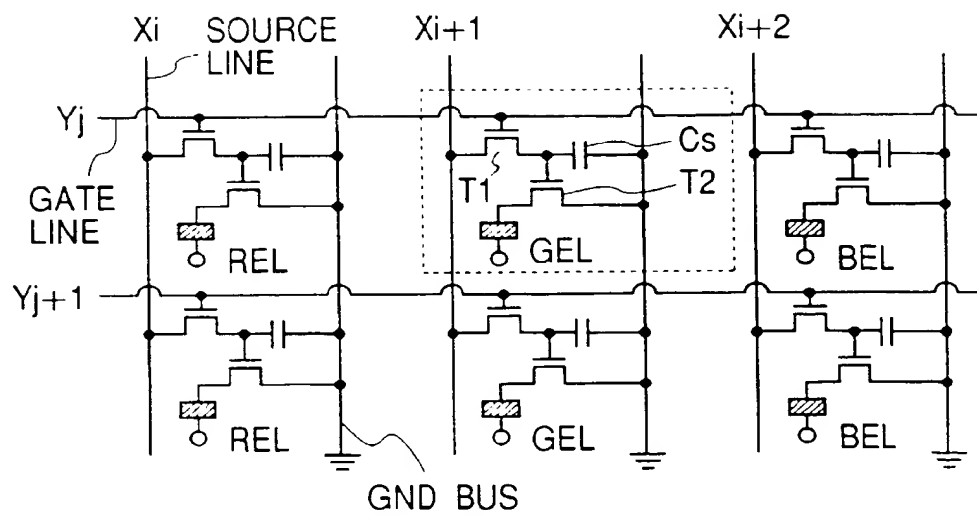 Xi SOURCE LINE Xi+1 Xi+2
Yj
GATE LINE
Cs
T1 T2
REL GEL BEL
Yj+1
REL GEL BEL
GND BUS